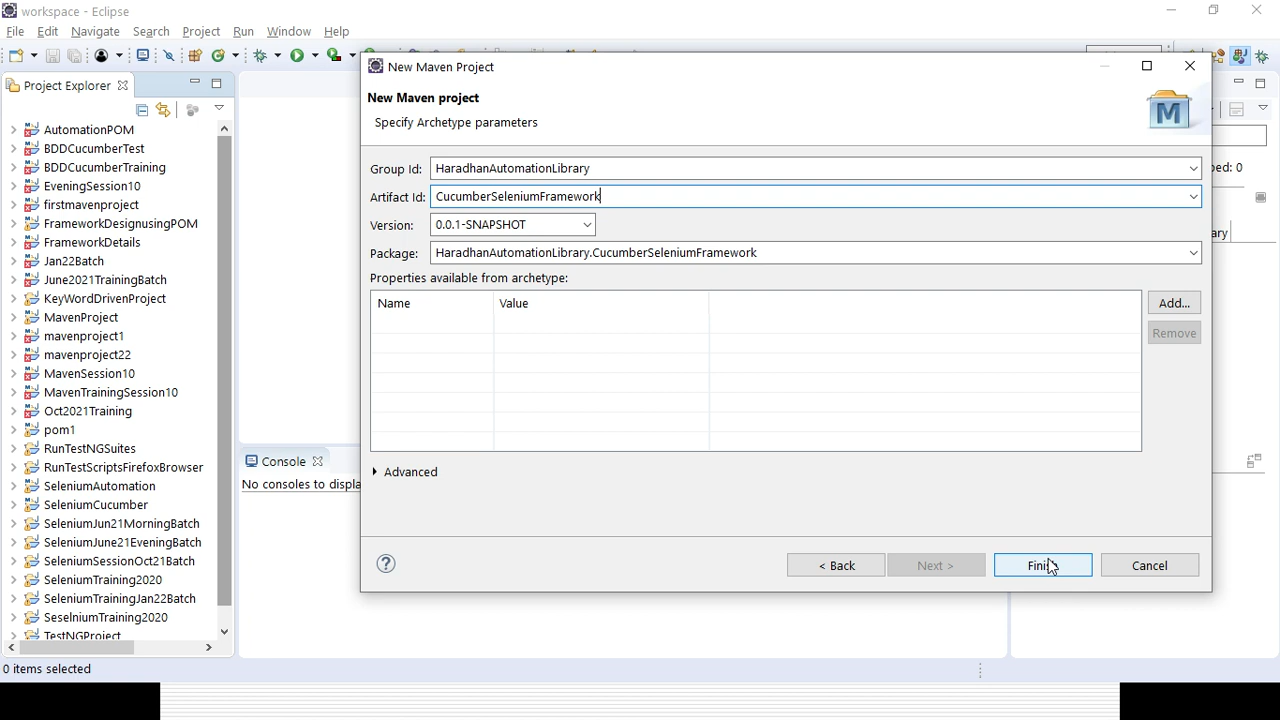 workspace - Eclipse
File Edit Navigate Search Project Run Window Help
Project Explorer
AutomationPOM
BDDCucumberTest
BDDCucumberTraining
EveningSession10
firstmavenproject
FrameworkDesignusingPOM
FrameworkDetails
Jan22Batch
June2021TrainingBatch
KeyWordDrivenProject
MavenProject
mavenproject1
mavenproject22
MavenSession10
MavenTrainingSession10
Oct2021Training
pom1
RunTestNGSuites
RunTestScriptsFirefoxBrowser
SeleniumAutomation
SeleniumCucumber
SeleniumJun21MorningBatch
SeleniumJune21EveningBatch
SeleniumSessionOct21Batch
SeleniumTraining2020
SeleniumTrainingJan22Batch
SeselniumTraining2020
TestNGProject
0 items selected
Console
No consoles to displa
New Maven Project
New Maven project
Specify Archetype parameters
M
Group Id: HaradhanAutomationLibrary
Artifact Id: CucumberSeleniumFramework
Version: 0.0.1-SNAPSHOT
Package: HaradhanAutomationLibrary.CucumberSeleniumFramework
Properties available from archetype:
Name Value
Add...
Remove
Advanced
< Back Next > Finish Cancel
ped: 0
ary